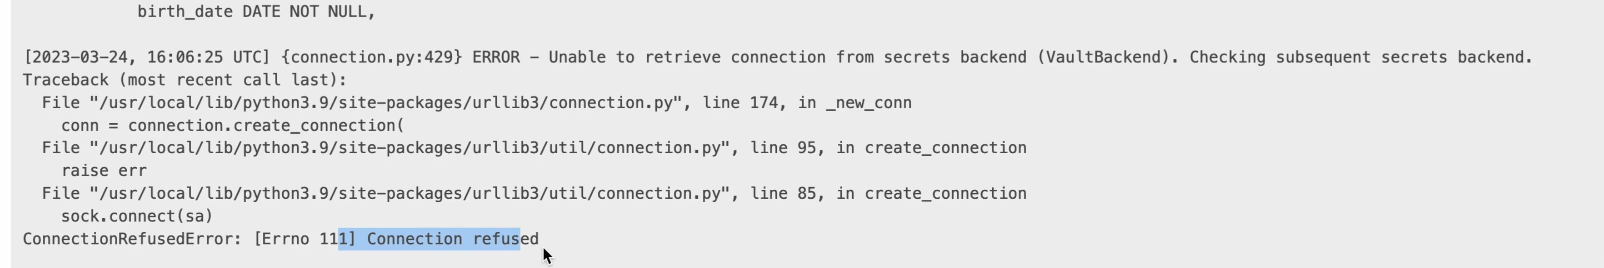 birth_date DATE NOT NULL,
[2023-03-24, 16:06:25 UTC] {connection.py:429} ERROR - Unable to retrieve connection from secrets backend (VaultBackend). Checking subsequent secrets backend.
Traceback (most recent call last):
File "/usr/local/lib/python3.9/site-packages/urllib3/connection.py", line 174, in _new_conn
conn = connection.create_connection(
File "/usr/local/lib/python3.9/site-packages/urllib3/util/connection.py", line 95, in create_connection
raise err
File "/usr/local/lib/python3.9/site-packages/urllib3/util/connection.py", line 85, in create_connection
sock.connect(sa)
ConnectionRefusedError: [Errno 111] Connection refused